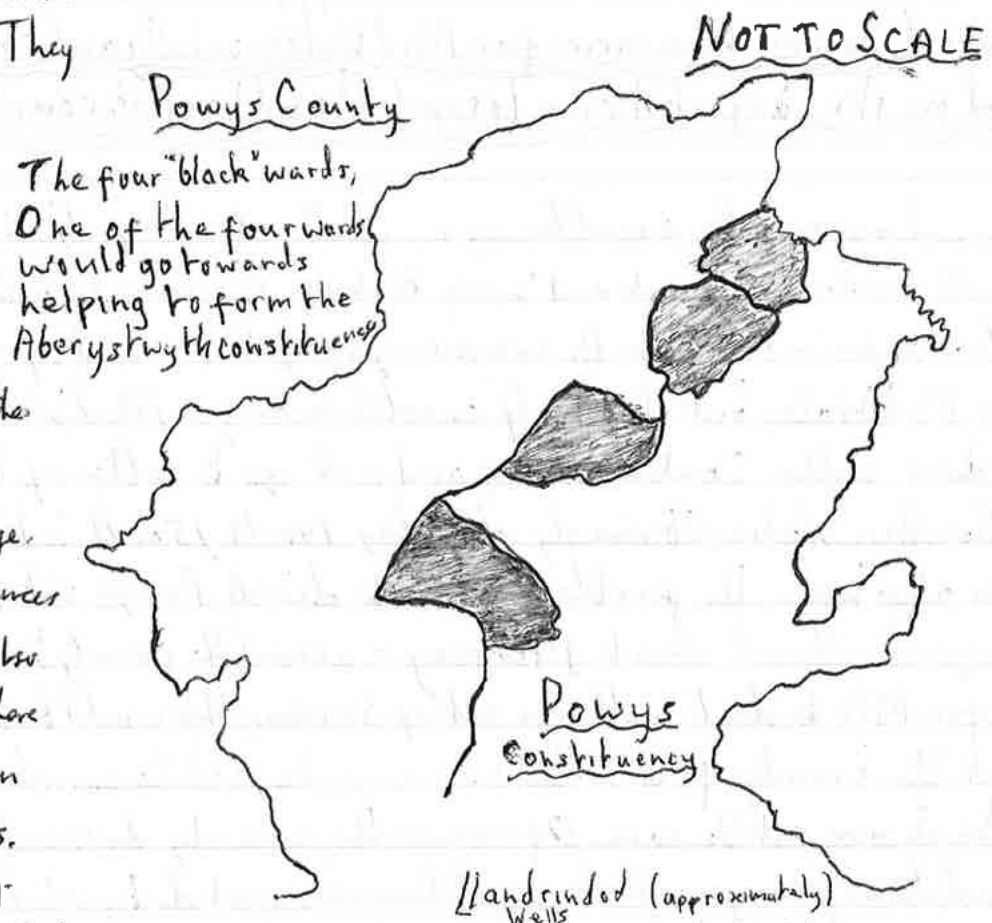 They
NOT TO SCALE
Powys County
The four "black" wards,
One of the four wards
would go towards
helping to form the
Aberystwyth constituency
Powys
Constituency
Llandrindod (approximately)
Wells